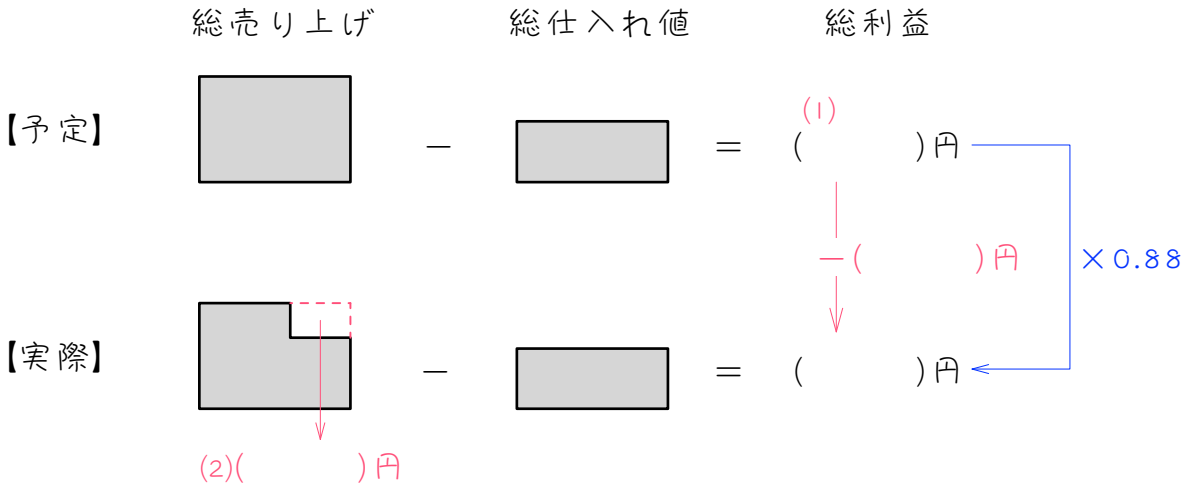 総売り上げ 総仕入れ値 総利益
(1)
【予定】 − = ( )円
−( )円 ×0.88
【実際】 − = ( )円
(2)( )円